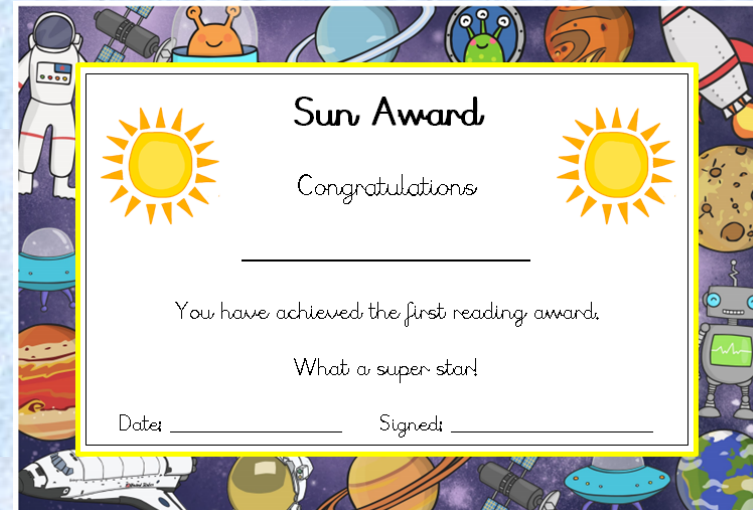 Sun Award
Congratulations
You have achieved the first reading award.
What a super star!
Date: Signed: